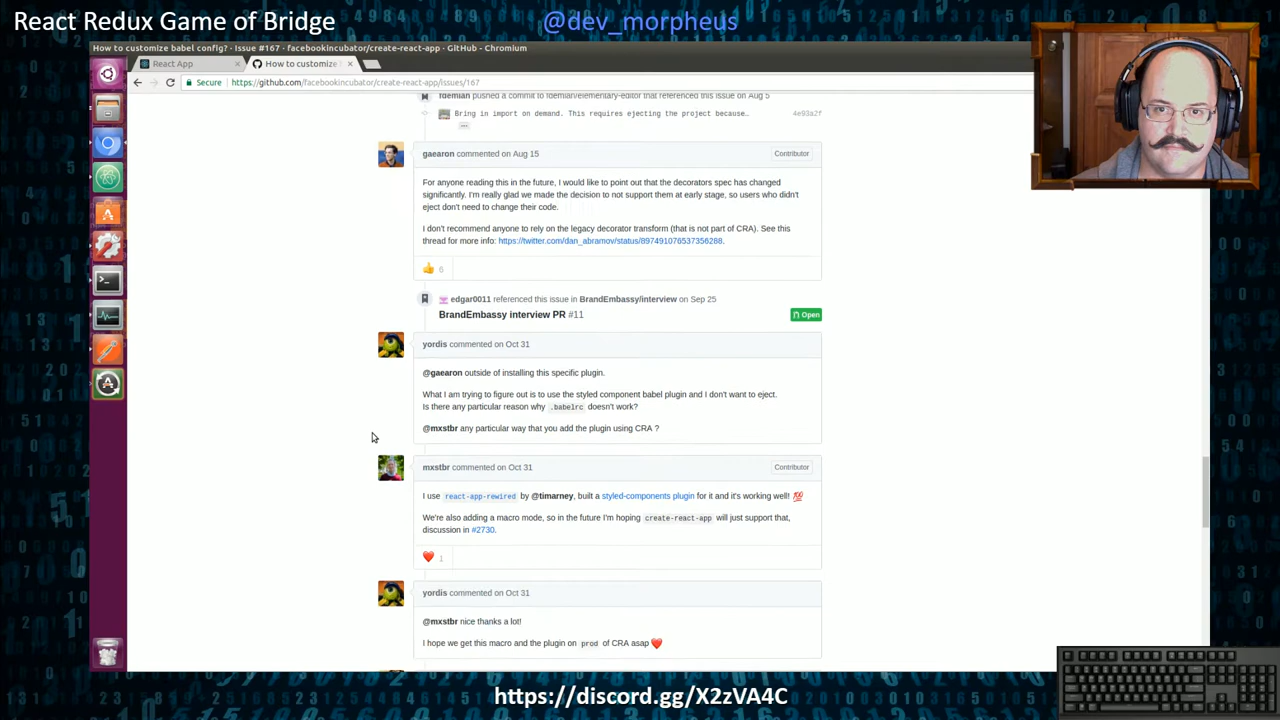 React Redux Game of Bridge
@dev_morpheus
How to customize babel config? · Issue #167 · facebookincubator/create-react-app · GitHub - Chromium
React App
How to customize
Secure https://github.com/facebookincubator/create-react-app/issues/167
fdemian pushed a commit to fdemian/elementary-editor that referenced this issue on Aug 5
Bring in import on demand. This requires ejecting the project because…
4e93a2f
gaearon commented on Aug 15
Contributor
For anyone reading this in the future, I would like to point out that the decorators spec has changed
significantly. I'm really glad we made the decision to not support them at early stage, so users who didn't
eject don't need to change their code.
I don't recommend anyone to rely on the legacy decorator transform (that is not part of CRA). See this
thread for more info: https://twitter.com/dan_abramov/status/897491076537356288.
6
edgar0011 referenced this issue in BrandEmbassy/interview on Sep 25
BrandEmbassy interview PR #11
Open
yordis commented on Oct 31
@gaearon outside of installing this specific plugin.
What I am trying to figure out is to use the styled component babel plugin and I don't want to eject.
Is there any particular reason why .babelrc doesn't work?
@mxstbr any particular way that you add the plugin using CRA ?
mxstbr commented on Oct 31
Contributor
I use react-app-rewired by @timarney, built a styled-components plugin for it and it's working well! 💯
We're also adding a macro mode, so in the future I'm hoping create-react-app will just support that,
discussion in #2730.
1
yordis commented on Oct 31
@mxstbr nice thanks a lot!
I hope we get this macro and the plugin on prod of CRA asap ❤️
https://discord.gg/X2zVA4C